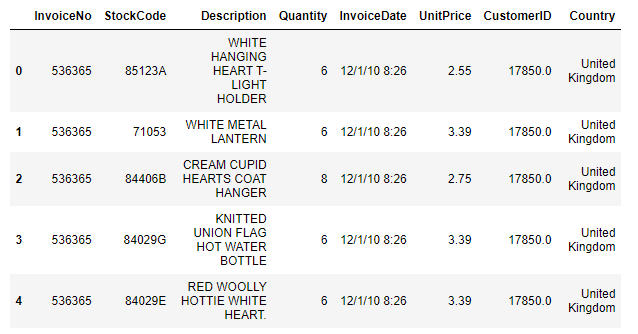 InvoiceNo StockCode Description Quantity InvoiceDate UnitPrice CustomerID Country
WHITE
HANGING
HEART T-
LIGHT
HOLDER
0 536365 85123A 6 12/1/10 8:26 2.55 17850.0 United
Kingdom
1 536365 71053 WHITE METAL
LANTERN 6 12/1/10 8:26 3.39 17850.0 United
Kingdom
2 536365 84406B CREAM CUPID
HEARTS COAT
HANGER 8 12/1/10 8:26 2.75 17850.0 United
Kingdom
3 536365 84029G KNITTED
UNION FLAG
HOT WATER
BOTTLE 6 12/1/10 8:26 3.39 17850.0 United
Kingdom
4 536365 84029E RED WOOLLY
HOTTIE WHITE
HEART. 6 12/1/10 8:26 3.39 17850.0 United
Kingdom